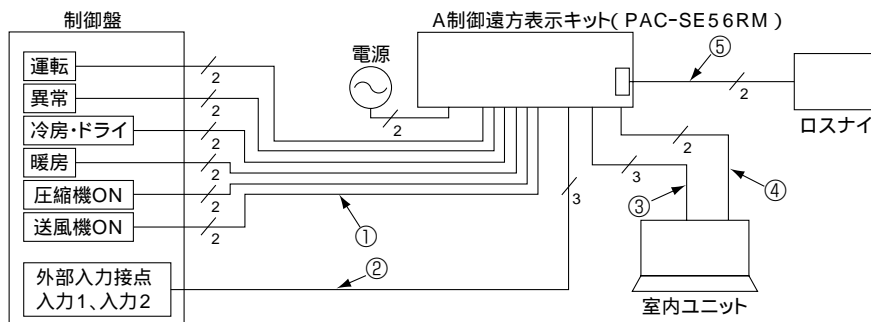 制御盤
A制御遠方表示キット(PAC-SE56RM)
運転
2
異常
2
冷房・ドライ
2
暖房
2
圧縮機ON
2
送風機ON
2
電源
2
⑤
2
ロスナイ
2
3
3
③
④
①
②
外部入力接点
入力1、入力2
室内ユニット